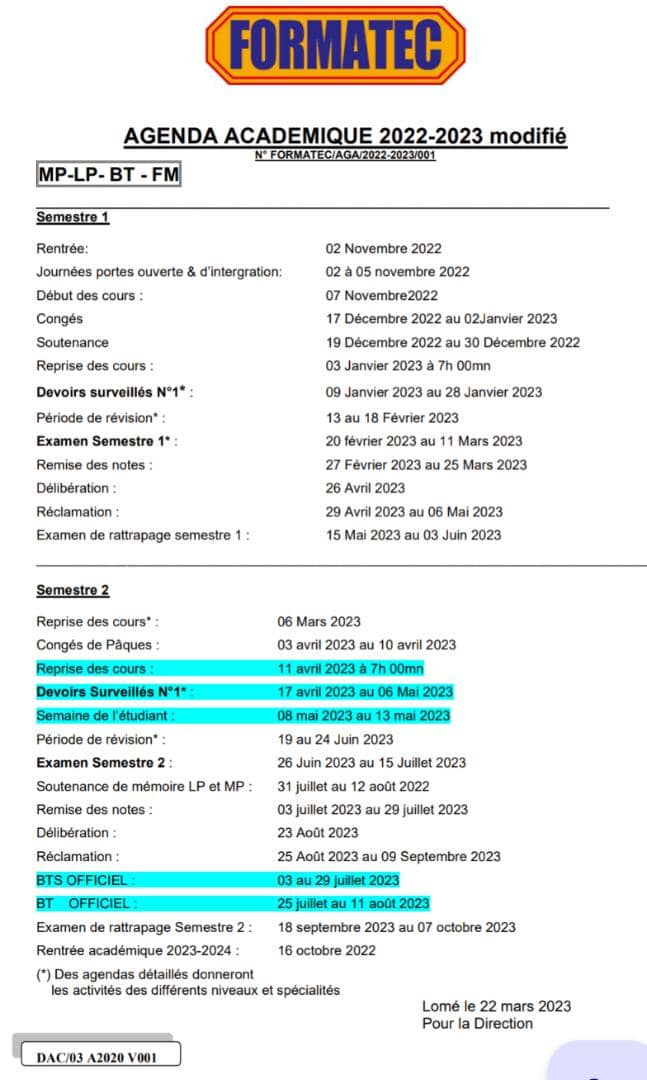 FORMATEC
AGENDA ACADEMIQUE 2022-2023 modifié
N° FORMATEC/AGA/2022-2023/001
MP-LP- BT - FM
Semestre 1
Rentrée: 02 Novembre 2022
Journées portes ouverte & d'intergration: 02 à 05 novembre 2022
Début des cours : 07 Novembre2022
Congés 17 Décembre 2022 au 02Janvier 2023
Soutenance 19 Décembre 2022 au 30 Décembre 2022
Reprise des cours : 03 Janvier 2023 à 7h 00mn
Devoirs surveillés N°1* : 09 Janvier 2023 au 28 Janvier 2023
Période de révision* : 13 au 18 Février 2023
Examen Semestre 1* : 20 février 2023 au 11 Mars 2023
Remise des notes : 27 Février 2023 au 25 Mars 2023
Délibération : 26 Avril 2023
Réclamation : 29 Avril 2023 au 06 Mai 2023
Examen de rattrapage semestre 1 : 15 Mai 2023 au 03 Juin 2023
Semestre 2
Reprise des cours* : 06 Mars 2023
Congés de Pâques : 03 avril 2023 au 10 avril 2023
Reprise des cours : 11 avril 2023 à 7h 00mn
Devoirs Surveillés N°1* : 17 avril 2023 au 06 Mai 2023
Semaine de l'étudiant : 08 mai 2023 au 13 mai 2023
Période de révision* : 19 au 24 Juin 2023
Examen Semestre 2 : 26 Juin 2023 au 15 Juillet 2023
Soutenance de mémoire LP et MP : 31 juillet au 12 août 2022
Remise des notes : 03 juillet 2023 au 29 juillet 2023
Délibération : 23 Août 2023
Réclamation : 25 Août 2023 au 09 Septembre 2023
BTS OFFICIEL : 03 au 29 juillet 2023
BT OFFICIEL : 25 juillet au 11 août 2023
Examen de rattrapage Semestre 2 : 18 septembre 2023 au 07 octobre 2023
Rentrée académique 2023-2024 : 16 octobre 2022
(*) Des agendas détaillés donneront
les activités des différents niveaux et spécialités
Lomé le 22 mars 2023
Pour la Direction
DAC/03 A2020 V001